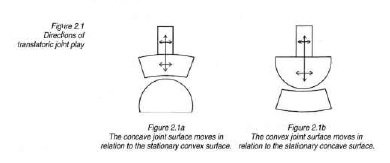 Figure 2.1
Directions of
translatoric joint play
Figure 2.1a
The concave joint surface moves in
relation to the stationary convex surface.
Figure 2.1b
The convex joint surface moves in
relation to the stationary concave surface.